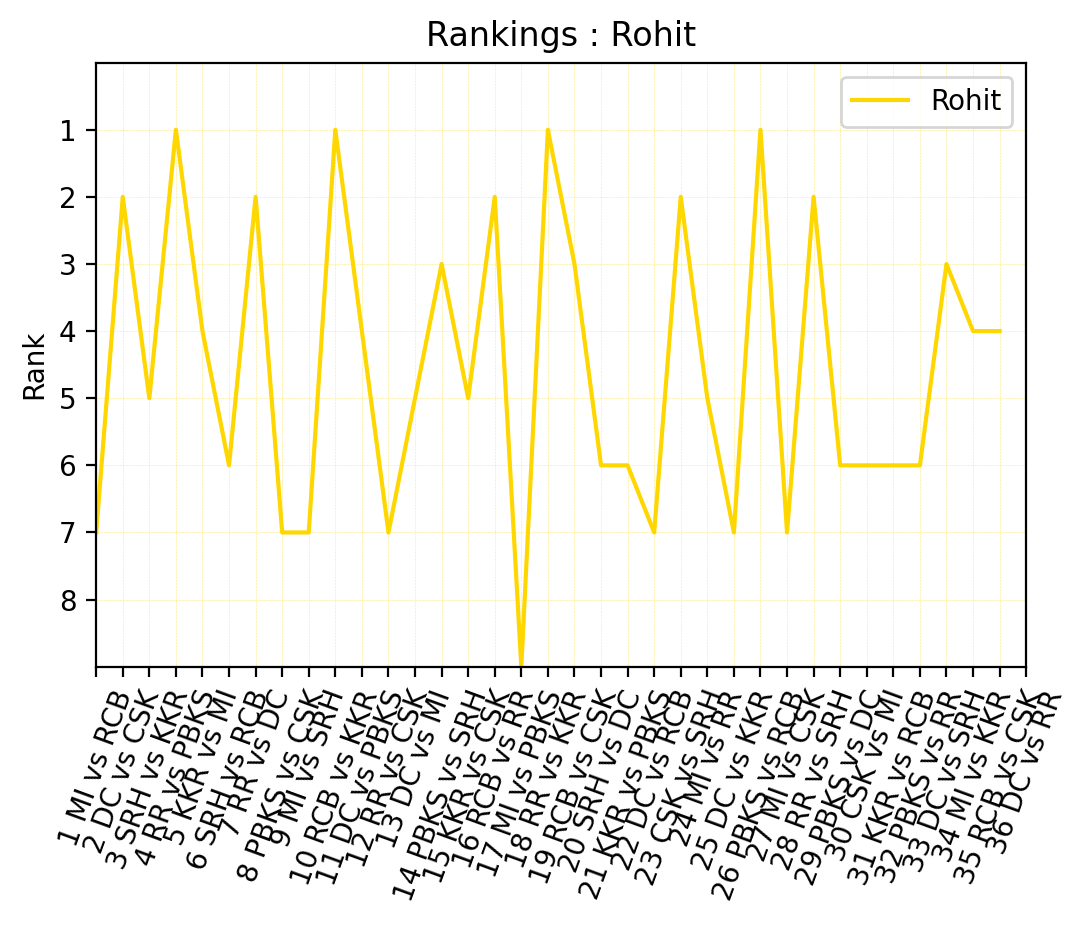 Rankings : Rohit
Rohit
Rank
1
2
3
4
5
6
7
8
1 MI vs RCB
2 DC vs CSK
3 SRH vs KKR
4 RR vs PBKS
5 KKR vs MI
6 SRH vs RCB
7 RR vs DC
8 PBKS vs CSK
9 MI vs SRH
10 RCB vs KKR
11 DC vs PBKS
12 RR vs CSK
13 DC vs MI
14 PBKS vs SRH
15 KKR vs CSK
16 RCB vs RR
17 MI vs PBKS
18 RR vs KKR
19 RCB vs CSK
20 SRH vs DC
21 KKR vs PBKS
22 DC vs RCB
23 CSK vs SRH
24 MI vs RR
25 DC vs KKR
26 PBKS vs RCB
27 MI vs CSK
28 RR vs SRH
29 PBKS vs DC
30 CSK vs MI
31 KKR vs RCB
32 PBKS vs RR
33 DC vs SRH
34 MI vs KKR
35 RCB vs CSK
36 DC vs RR